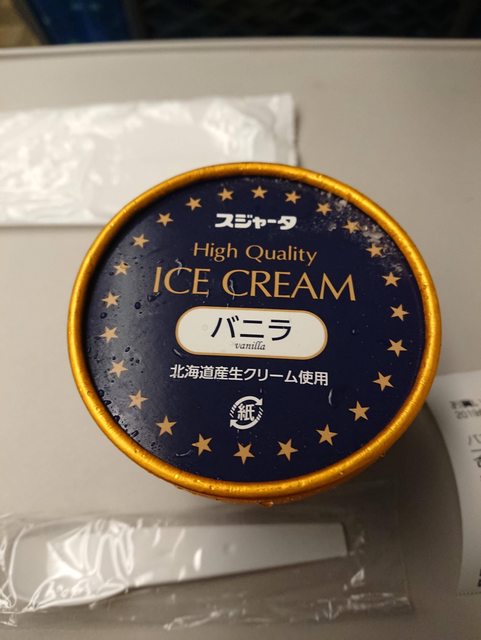 スジャータ
High Quality
ICE CREAM
バニラ
vanilla
北海道産生クリーム使用
紙